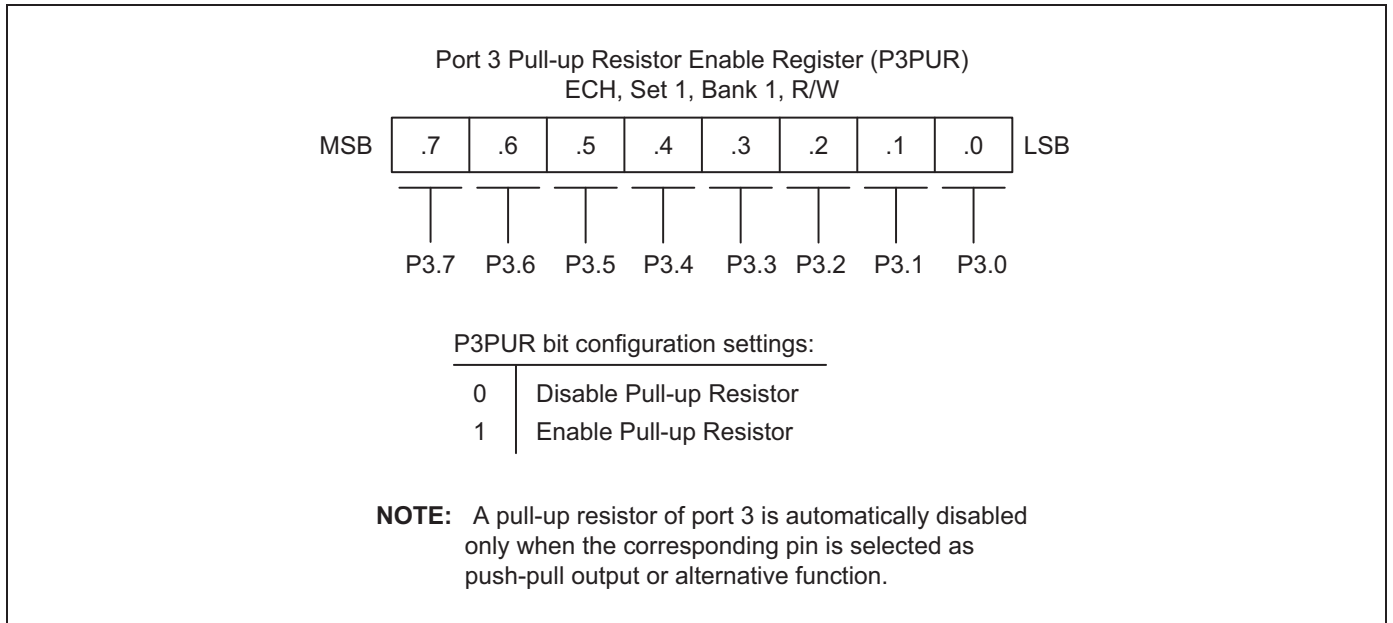 Port 3 Pull-up Resistor Enable Register (P3PUR)
ECH, Set 1, Bank 1, R/W
MSB .7 .6 .5 .4 .3 .2 .1 .0 LSB
P3.7 P3.6 P3.5 P3.4 P3.3 P3.2 P3.1 P3.0
P3PUR bit configuration settings:
0 Disable Pull-up Resistor
1 Enable Pull-up Resistor
NOTE: A pull-up resistor of port 3 is automatically disabled
only when the corresponding pin is selected as
push-pull output or alternative function.